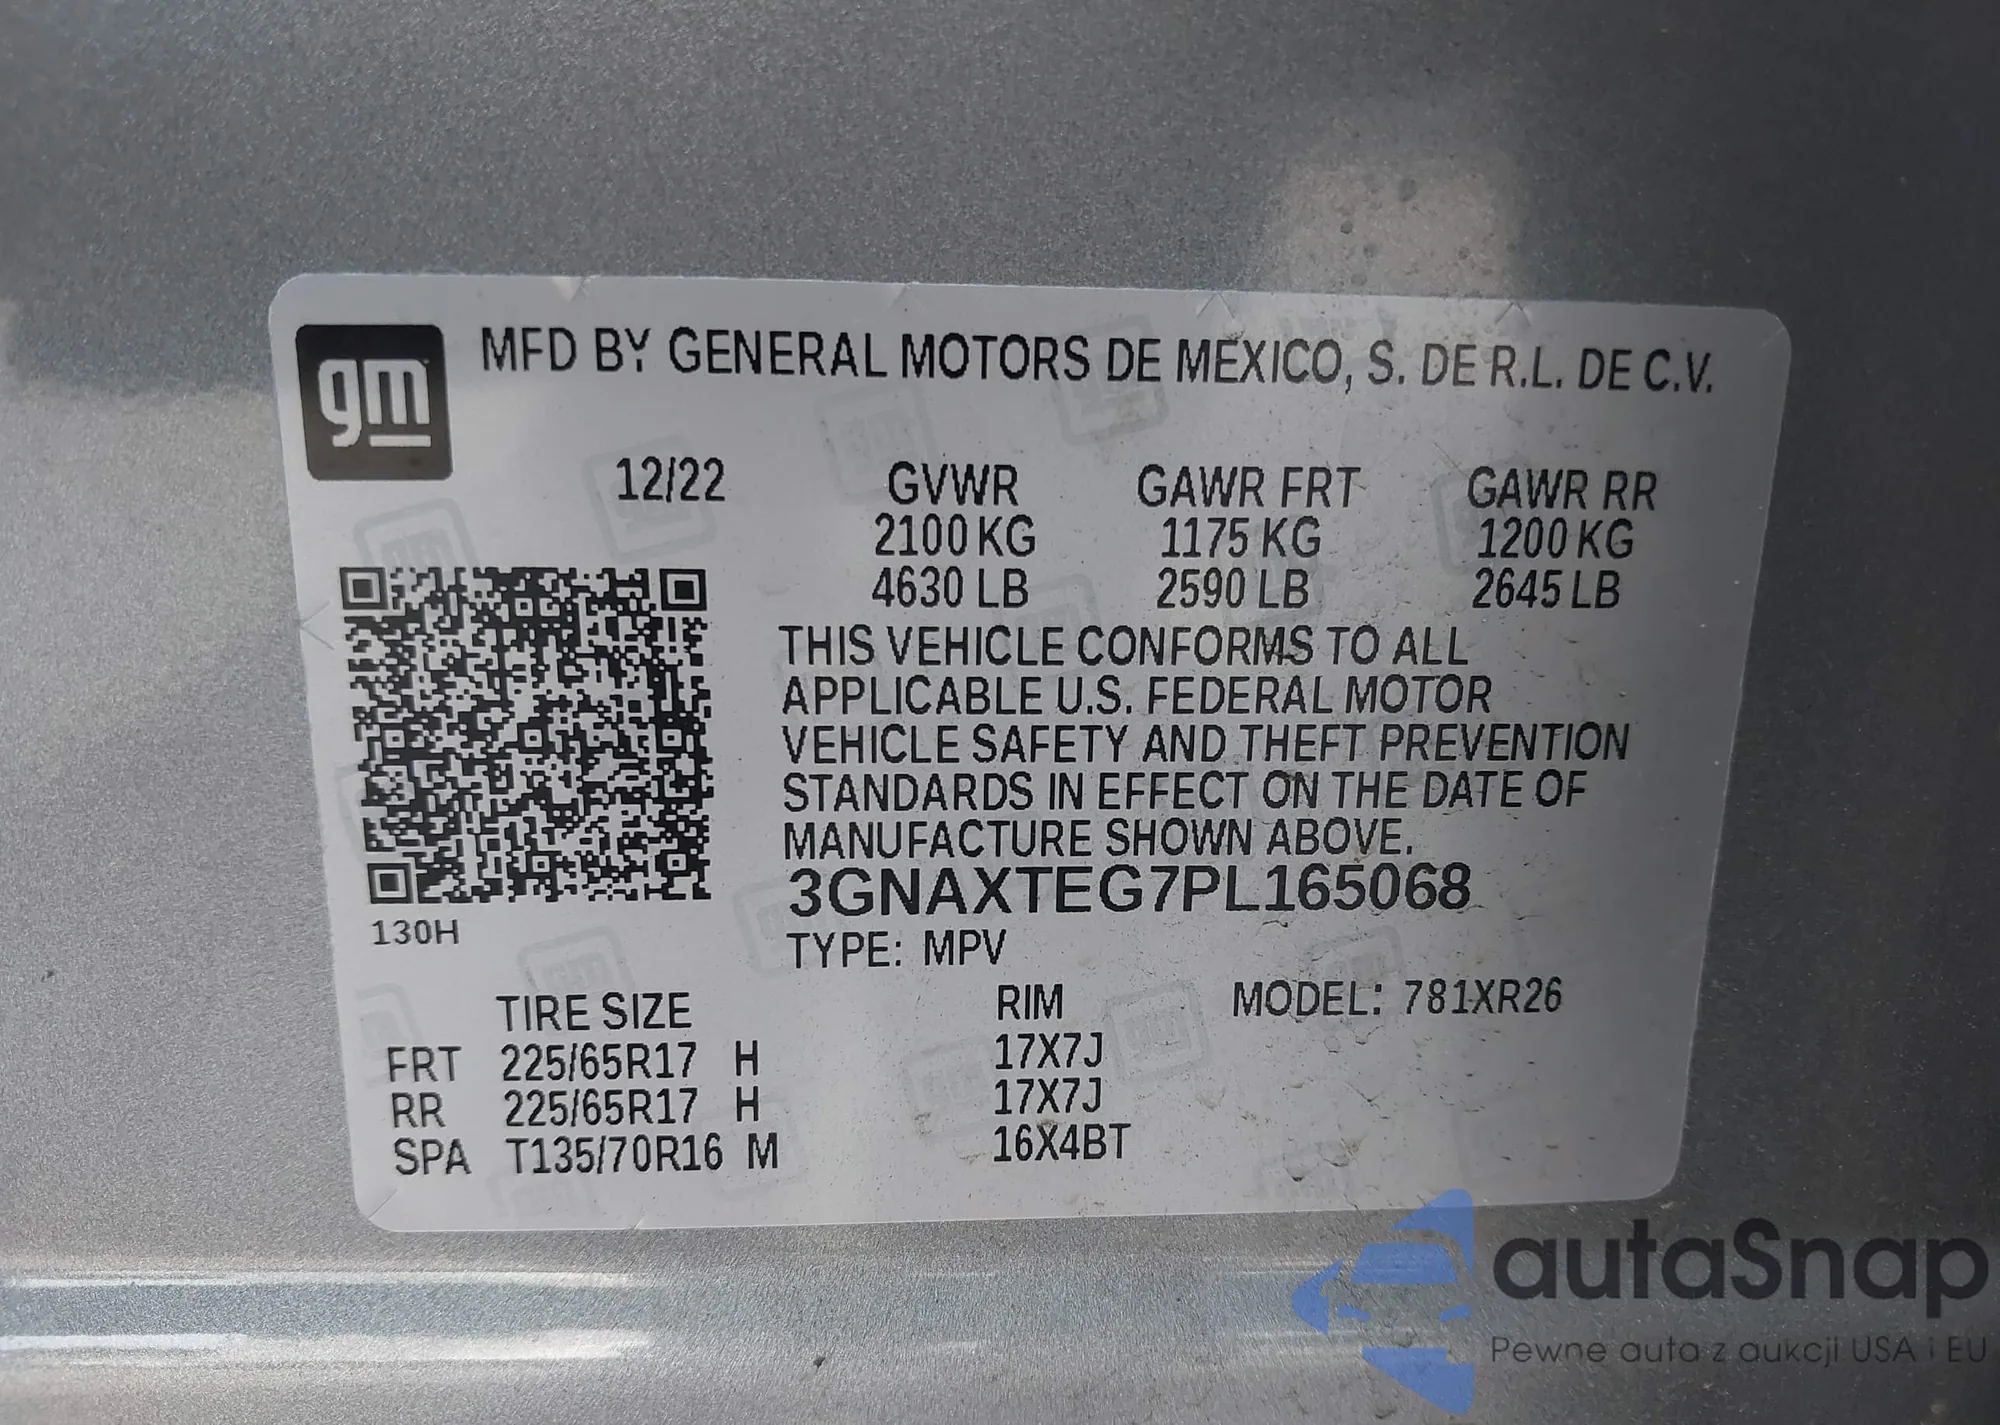 gm
MFD BY GENERAL MOTORS DE MEXICO, S. DE R.L. DE C.V.
12/22 GVWR GAWR FRT GAWR RR
2100 KG 1175 KG 1200 KG
4630 LB 2590 LB 2645 LB
THIS VEHICLE CONFORMS TO ALL
APPLICABLE U.S. FEDERAL MOTOR
VEHICLE SAFETY AND THEFT PREVENTION
STANDARDS IN EFFECT ON THE DATE OF
MANUFACTURE SHOWN ABOVE.
3GNAXTEG7PL165068
130H
TYPE: MPV
TIRE SIZE RIM MODEL: 781XR26
FRT 225/65R17 H 17X7J
RR 225/65R17 H 17X7J
SPA T135/70R16 M 16X4BT
autaSnap
Pewne auta z aukcji USA i EU